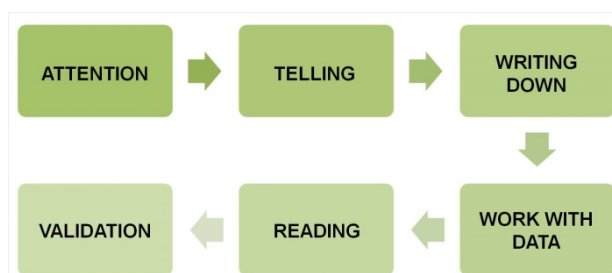 ATTENTION
TELLING
WRITING
DOWN
WORK WITH
DATA
READING
VALIDATION